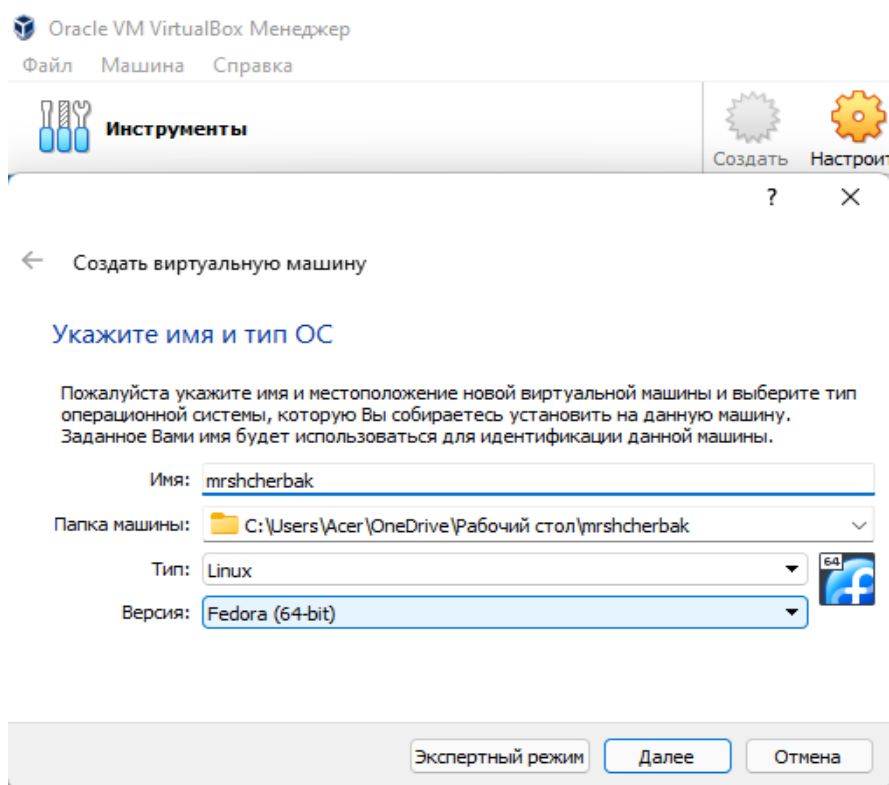 Oracle VM VirtualBox Менеджер
Файл Машина Справка
Инструменты
Создать Настроит
?
Создать виртуальную машину
Укажите имя и тип ОС
Пожалуйста укажите имя и местоположение новой виртуальной машины и выберите тип
операционной системы, которую Вы собираетесь установить на данную машину.
Заданное Вами имя будет использоваться для идентификации данной машины.
Имя: mrshcherbak
Папка машины: C:\Users\Acer\OneDrive\Рабочий стол\mrshcherbak
Тип: Linux
64
Версия: Fedora (64-bit)
Экспертный режим Далее Отмена